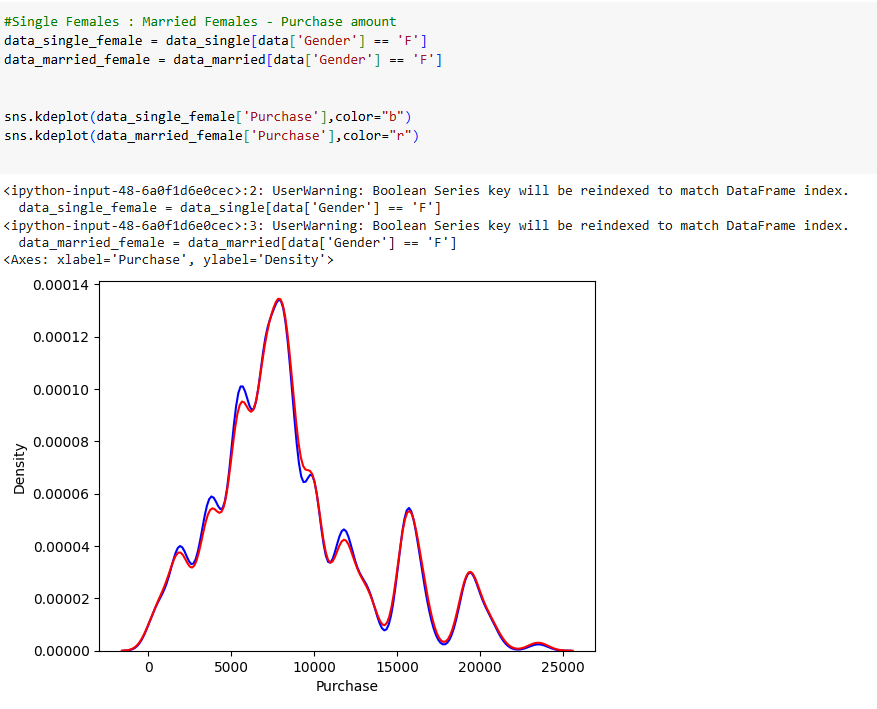 #Single Females : Married Females - Purchase amount
data_single_female = data_single[data['Gender'] == 'F']
data_married_female = data_married[data['Gender'] == 'F']
sns.kdeplot(data_single_female['Purchase'],color="b")
sns.kdeplot(data_married_female['Purchase'],color="r")
<ipython-input-48-6a0f1d6e0cec>:2: UserWarning: Boolean Series key will be reindexed to match DataFrame index.
  data_single_female = data_single[data['Gender'] == 'F']
<ipython-input-48-6a0f1d6e0cec>:3: UserWarning: Boolean Series key will be reindexed to match DataFrame index.
  data_married_female = data_married[data['Gender'] == 'F']
<Axes: xlabel='Purchase', ylabel='Density'>
0.00014
0.00012
0.00010
0.00008
0.00006
0.00004
0.00002
0.00000
Density
0 5000 10000 15000 20000 25000
Purchase